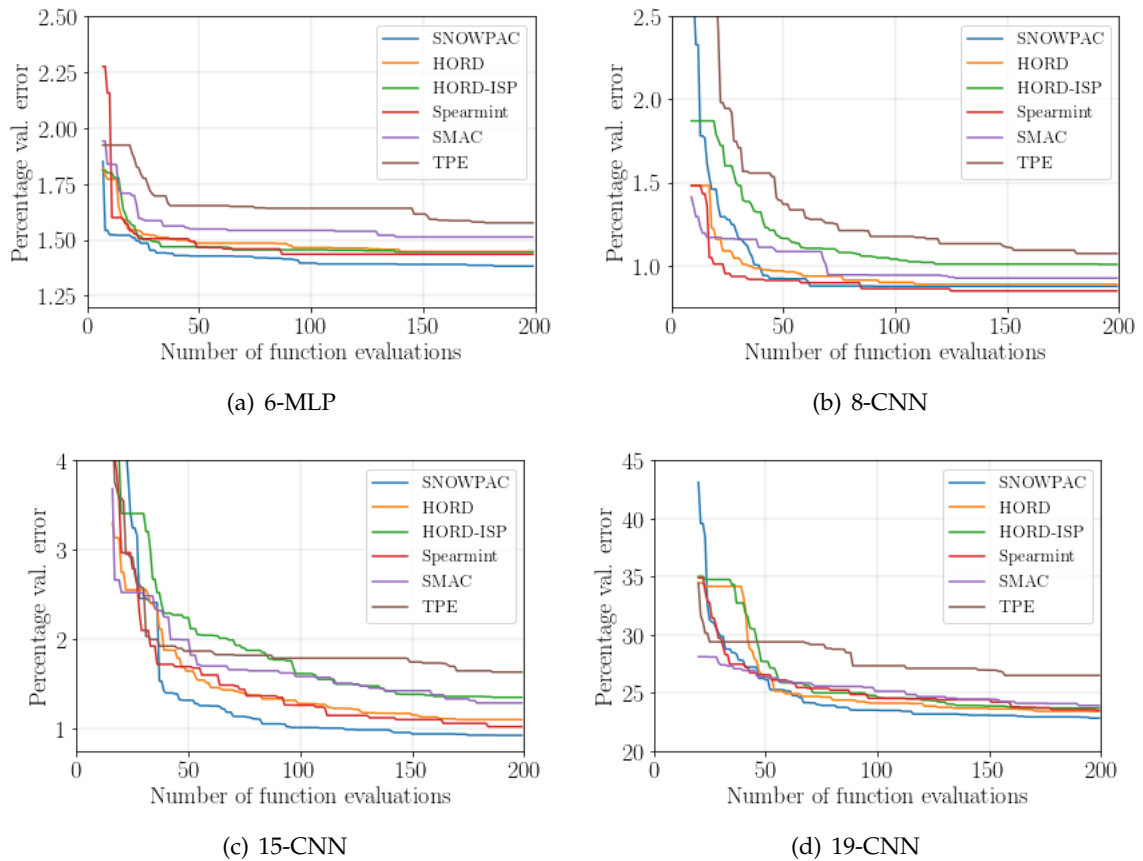 2.50
2.25
2.00
1.75
1.50
1.25
Percentage val. error
0
50
100
150
200
Number of function evaluations
SNOWPAC
HORD
HORD-ISP
Spearmint
SMAC
TPE
(a) 6-MLP
2.5
2.0
1.5
1.0
Percentage val. error
0
50
100
150
200
Number of function evaluations
SNOWPAC
HORD
HORD-ISP
Spearmint
SMAC
TPE
(b) 8-CNN
4
3
2
1
Percentage val. error
0
50
100
150
200
Number of function evaluations
SNOWPAC
HORD
HORD-ISP
Spearmint
SMAC
TPE
(c) 15-CNN
45
40
35
30
25
20
Percentage val. error
0
50
100
150
200
Number of function evaluations
SNOWPAC
HORD
HORD-ISP
Spearmint
SMAC
TPE
(d) 19-CNN